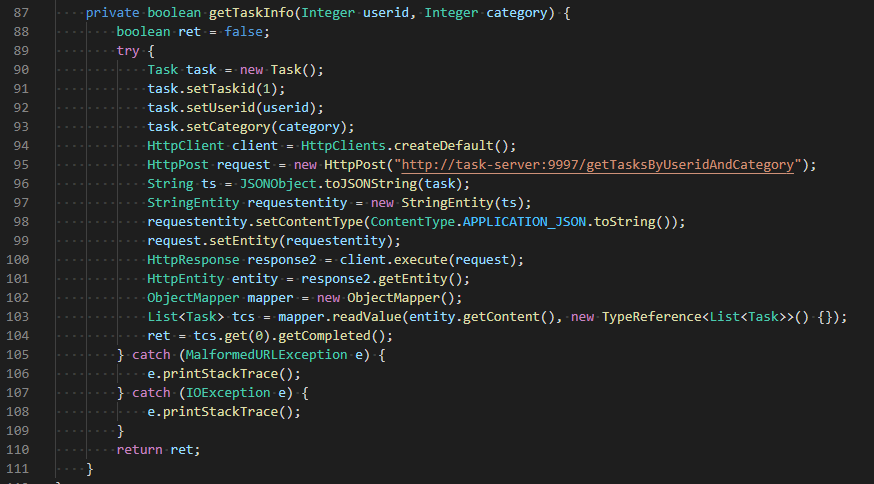 87 private boolean getTaskInfo(Integer userid, Integer category) {
88 boolean ret = false;
89 try {
90 Task task = new Task();
91 task.setTaskid(1);
92 task.setUserid(userid);
93 task.setCategory(category);
94 HttpClient client = HttpClients.createDefault();
95 HttpPost request = new HttpPost("http://task-server:9997/getTasksByUseridAndCategory");
96 String ts = JSONObject.toJSONString(task);
97 StringEntity requestentity = new StringEntity(ts);
98 requestentity.setContentType(ContentType.APPLICATION_JSON.toString());
99 request.setEntity(requestentity);
100 HttpResponse response2 = client.execute(request);
101 HttpEntity entity = response2.getEntity();
102 ObjectMapper mapper = new ObjectMapper();
103 List<Task> tcs = mapper.readValue(entity.getContent(), new TypeReference<List<Task>>() {});
104 ret = tcs.get(0).getCompleted();
105 } catch (MalformedURLException e) {
106 e.printStackTrace();
107 } catch (IOException e) {
108 e.printStackTrace();
109 }
110 return ret;
111 }